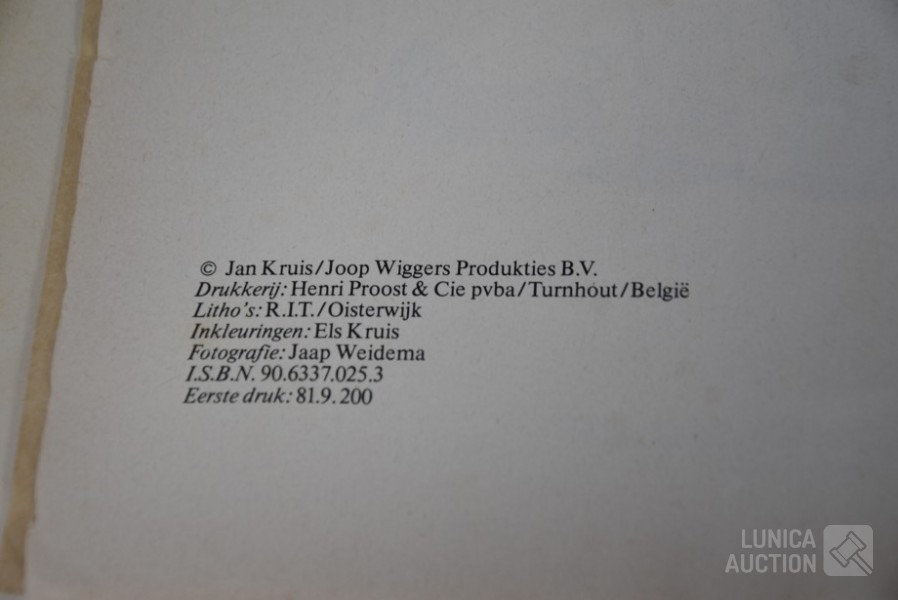 © Jan Kruis/Joop Wiggers Produkties B.V.
Drukkerij: Henri Proost & Cie pvba/Turnhout/België
Litho's: R.I.T./Oisterwijk
Inkleuringen: Els Kruis
Fotografie: Jaap Weidema
I.S.B.N. 90.6337.025.3
Eerste druk: 81.9.200
LUNICA
AUCTION